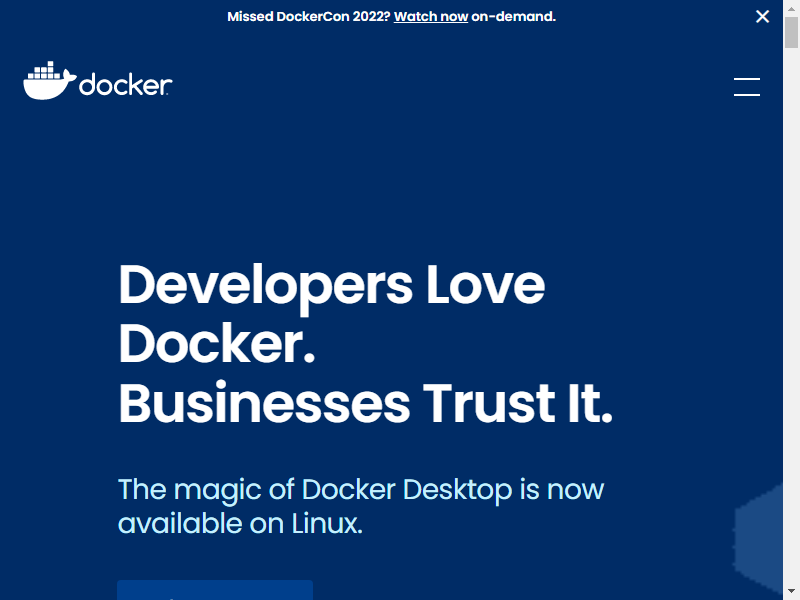 Missed DockerCon 2022? Watch now on-demand.
docker
Developers Love
Docker.
Businesses Trust It.
The magic of Docker Desktop is now
available on Linux.